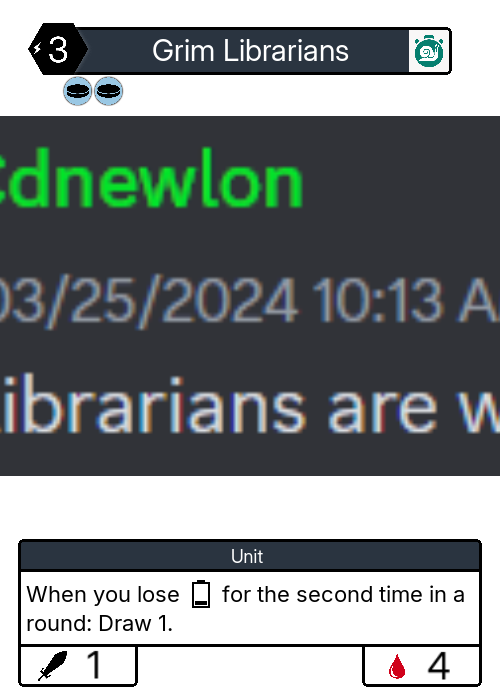 3
Grim Librarians
Cdnewlon
03/25/2024 10:13 A
ibrarians are w
Unit
When you lose for the second time in a
round: Draw 1.
1
4